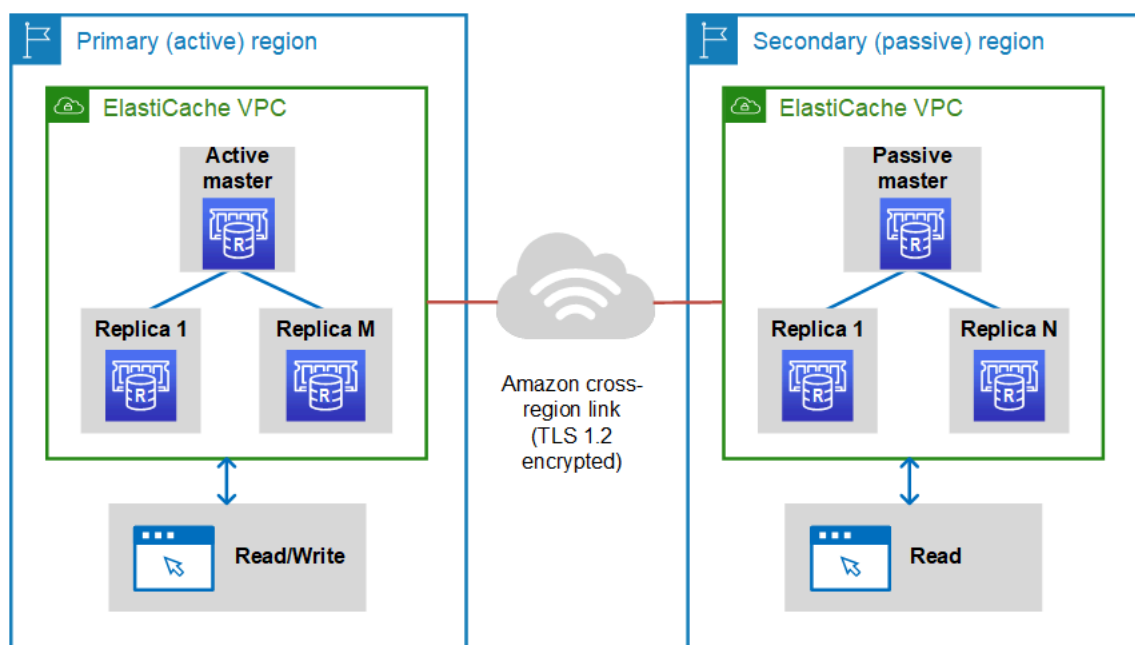 Primary (active) region
ElastiCache VPC
Active
master
R
Replica 1
R
Replica M
R
Read/Write
Amazon cross-
region link
(TLS 1.2
encrypted)
Secondary (passive) region
ElastiCache VPC
Passive
master
R
Replica 1
R
Replica N
R
Read